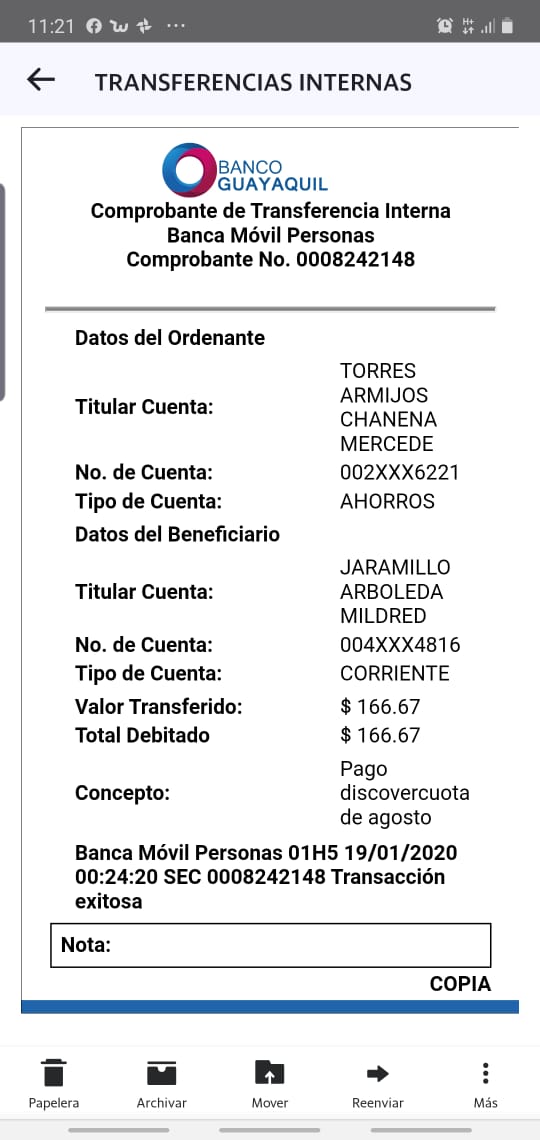 11:21
H+
TRANSFERENCIAS INTERNAS
BANCO
GUAYAQUIL
Comprobante de Transferencia Interna
Banca Móvil Personas
Comprobante No. 0008242148
Datos del Ordenante
Titular Cuenta: TORRES
ARMIJOS
CHANENA
MERCEDE
No. de Cuenta: 002XXX6221
Tipo de Cuenta: AHORROS
Datos del Beneficiario
Titular Cuenta: JARAMILLO
ARBOLEDA
MILDRED
No. de Cuenta: 004XXX4816
Tipo de Cuenta: CORRIENTE
Valor Transferido: $ 166.67
Total Debitado $ 166.67
Concepto: Pago
discovercuota
de agosto
Banca Móvil Personas 01H5 19/01/2020
00:24:20 SEC 0008242148 Transacción
exitosa
Nota:
COPIA
Papelera Archivar Mover Reenviar Más